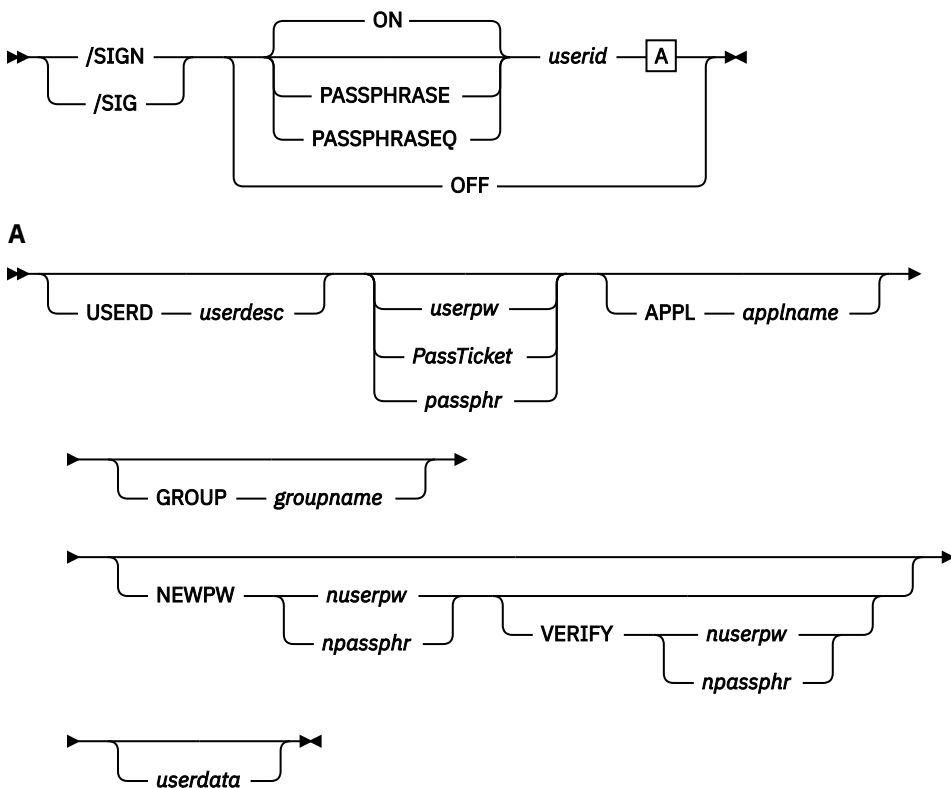 ON
/SIGN userid A
/SIG PASSPHRASE
PASSPHRASEQ
OFF
A
USERD userdesc userpw APPL applname
PassTicket
passphr
GROUP groupname
NEWPW nuserpw
npassphr VERIFY nuserpw
npassphr
userdata